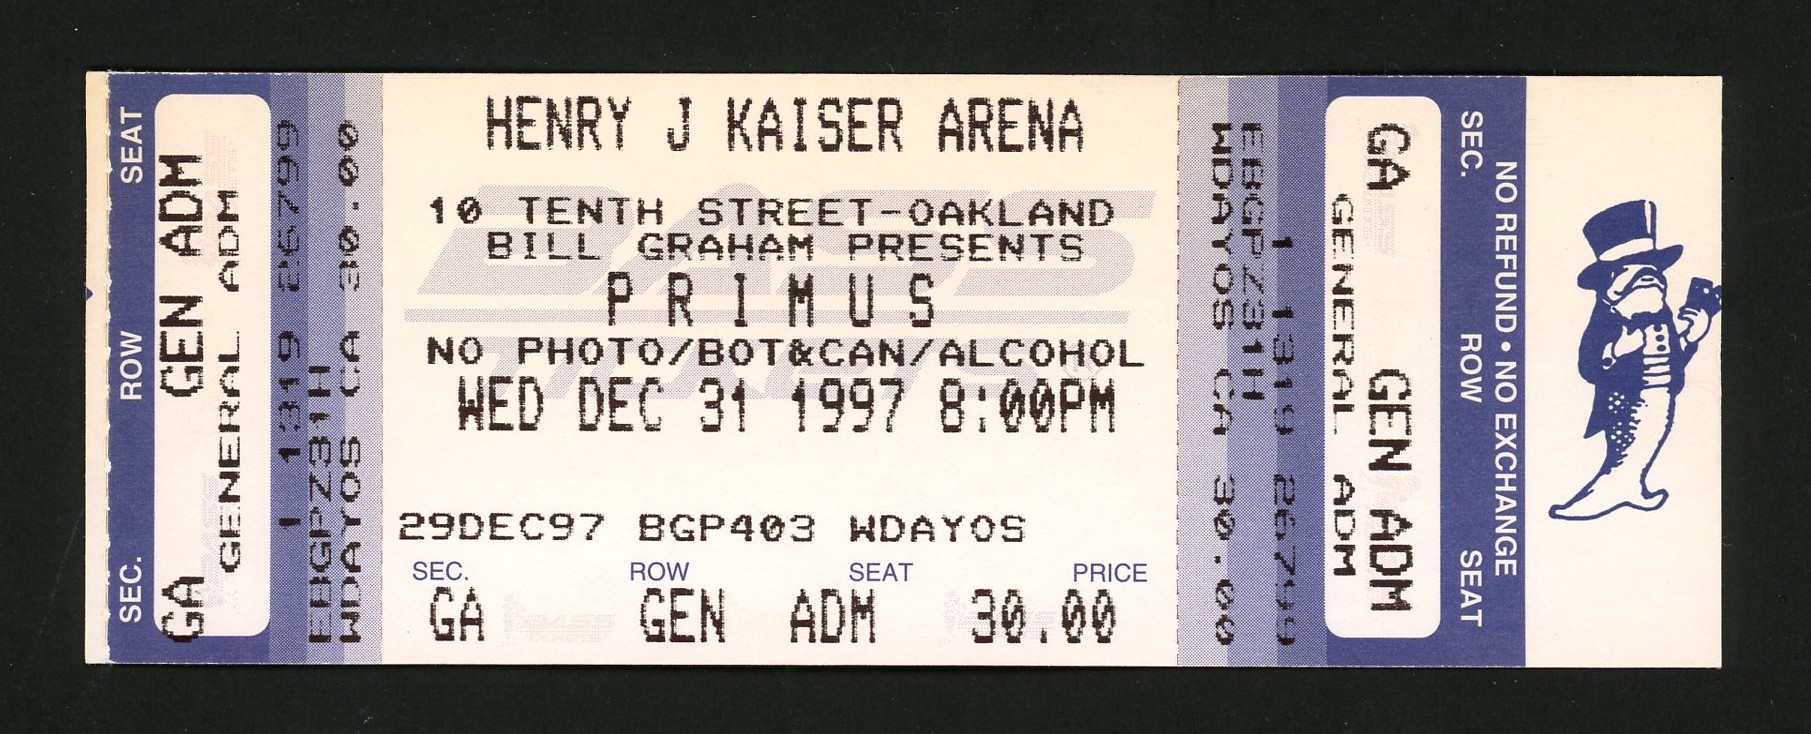 SEC. ROW SEAT
GA GEN ADM
GENERAL ADM
1 1319 26799
EBGPZ31H
WDAYOS CA 30.00
HENRY J KAISER ARENA
10 TENTH STREET-OAKLAND
BILL GRAHAM PRESENTS
PRIMUS
NO PHOTO/BOT&CAN/ALCOHOL
WED DEC 31 1997 8:00PM
29DEC97 BGP403 WDAYOS
SEC. ROW SEAT PRICE
GA GEN ADM 30.00
BASS
TICKETS
NO REFUND • NO EXCHANGE
SEC. ROW SEAT
GA GEN ADM
GENERAL ADM
1 1319 26799
EBGPZ31H
WDAYOS CA 30.00